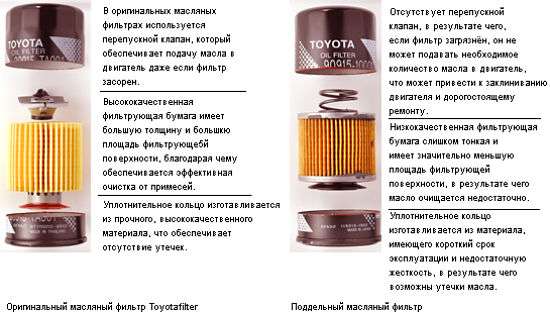 В оригинальных масляных
фильтрах используется
перепускной клапан, который
обеспечивает подачу масла в
двигатель даже если фильтр
засорен.
Высококачественная
фильтрующая бумага имеет
большую толщину и большкю
площадь фильтрующебй
поверхности, благодарая чему
обеспечивается эффективная
очистка от примесей.
Уплотнительное кольцо изготавливается
из прочного, высококачественного
материала, что обеспечивает
отсутствие утечек.
Оригинальный масляный фильтр Toyotafilter
TOYOTA
OIL FILTER
TOYOTA
OIL FILTER
90915
Отсутствует перепускной
клапан, в результате чего,
если фильтр загрязнён, он не
может подавать необходимое
количество масла в двигатель,
что может привести к заклиниванию
двигателя и дорогостоящему
ремонту.
Низкокачественная фильтрующая
бумага слишком тонкая и
имеет значительно меньшую
площадь фильтрующей
поверхности, в результате чего
масло очищается недостаточно.
Уплотнительное кольцо
изготавливается из материала,
имеющего короткий срок
эксплуатации и недостаточную
жесткость, в результате чего
возможны утечки масла.
Поддельный масляный фильтр